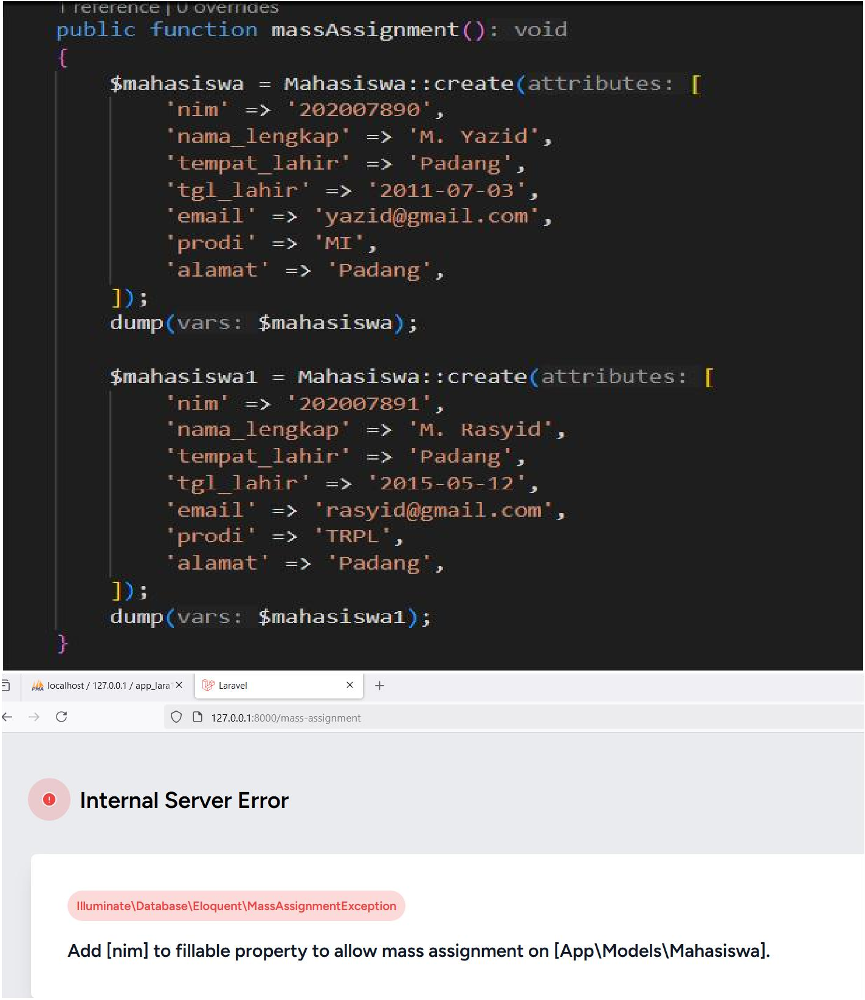 1 reference | 0 overrides
public function massAssignment(): void
{
$mahasiswa = Mahasiswa::create(attributes: [
'nim' => '202007890',
'nama_lengkap' => 'M. Yazid',
'tempat_lahir' => 'Padang',
'tgl_lahir' => '2011-07-03',
'email' => 'yazid@gmail.com',
'prodi' => 'MI',
'alamat' => 'Padang',
]);
dump(vars: $mahasiswa);
$mahasiswa1 = Mahasiswa::create(attributes: [
'nim' => '202007891',
'nama_lengkap' => 'M. Rasyid',
'tempat_lahir' => 'Padang',
'tgl_lahir' => '2015-05-12',
'email' => 'rasyid@gmail.com',
'prodi' => 'TRPL',
'alamat' => 'Padang',
]);
dump(vars: $mahasiswa1);
}
PMA localhost / 127.0.0.1 / app_lara Laravel
127.0.0.1:8000/mass-assignment
Internal Server Error
Illuminate\Database\Eloquent\MassAssignmentException
Add [nim] to fillable property to allow mass assignment on [App\Models\Mahasiswa].